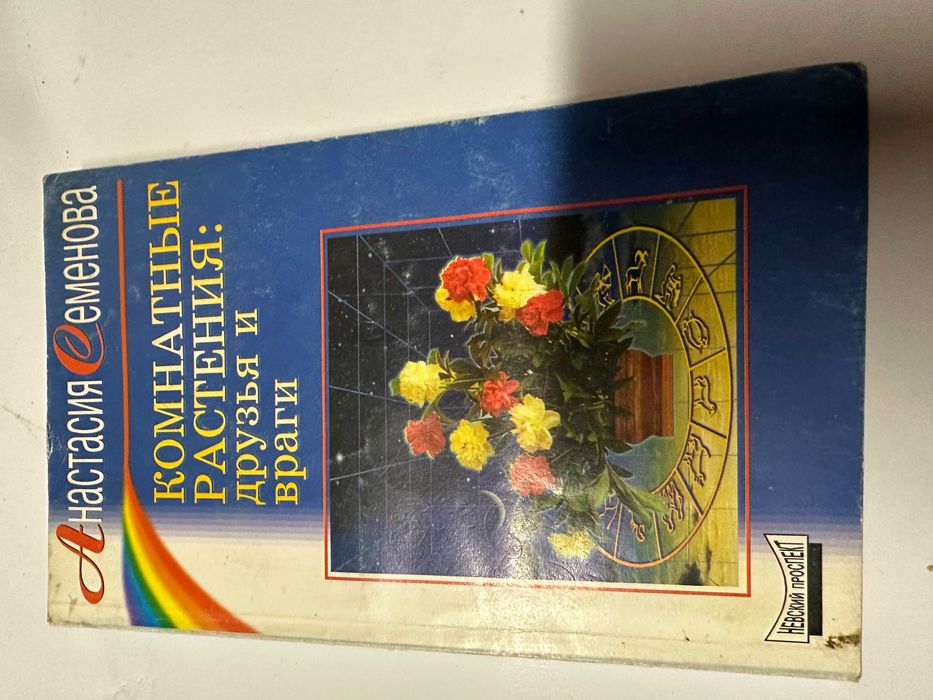 Анастасия Семенова
КОМНАТНЫЕ
РАСТЕНИЯ:
друзья и
враги
НЕВСКИЙ ПРОСПЕКТ